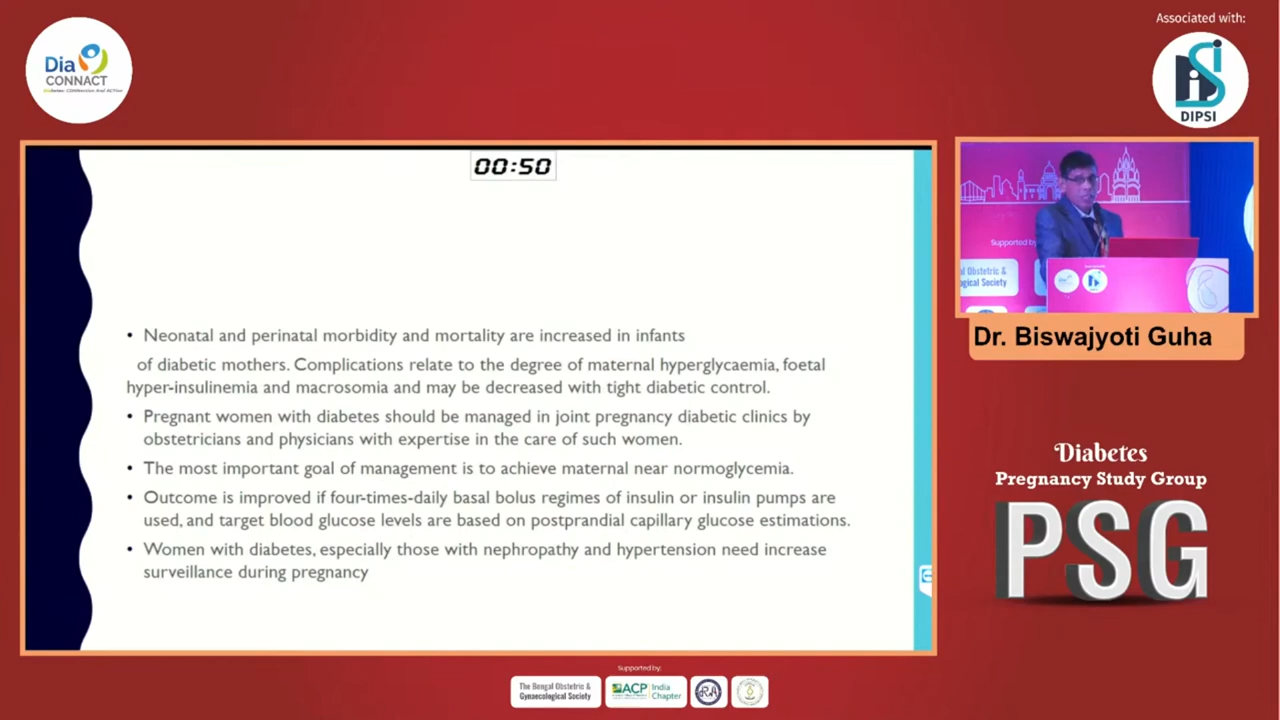 Associated with:
Dia
CONNACT
DIPSI
00:50
• Neonatal and perinatal morbidity and mortality are increased in infants
of diabetic mothers. Complications relate to the degree of maternal hyperglycaemia, foetal
hyper-insulinemia and macrosomia and may be decreased with tight diabetic control.
• Pregnant women with diabetes should be managed in joint pregnancy diabetic clinics by
obstetricians and physicians with expertise in the care of such women.
• The most important goal of management is to achieve maternal near normoglycemia.
• Outcome is improved if four-times-daily basal bolus regimes of insulin or insulin pumps are
used, and target blood glucose levels are based on postprandial capillary glucose estimations.
• Women with diabetes, especially those with nephropathy and hypertension need increase
surveillance during pregnancy
Supported by
al Obstetric &
ogical Society
Dr. Biswajyoti Guha
Diabetes
Pregnancy Study Group
PSG
Supported by:
The Bengal Obstetric &
Gynaecological Society
ACP
India
Chapter